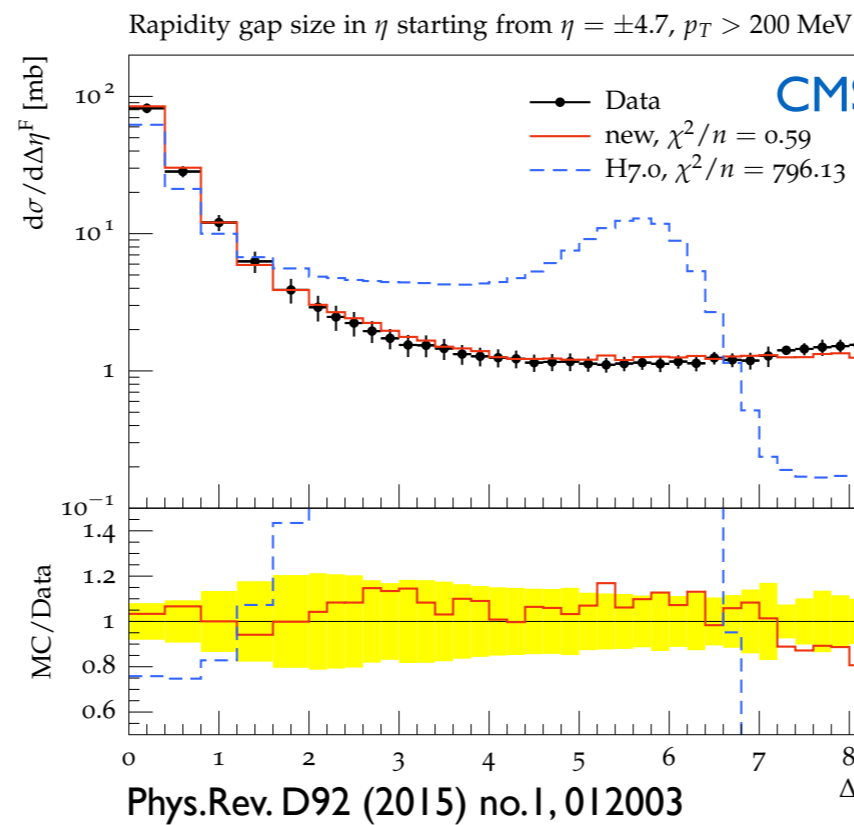 Rapidity gap size in η starting from η = ±4.7, p_T > 200 MeV
dσ/dΔη^F [mb]
CMS
Data
new, χ²/n = 0.59
H7.0, χ²/n = 796.13
10²
10¹
1
10⁻¹
MC/Data
1.4
1.2
1
0.8
0.6
0 1 2 3 4 5 6 7 8
Δ
Phys.Rev. D92 (2015) no.1, 012003